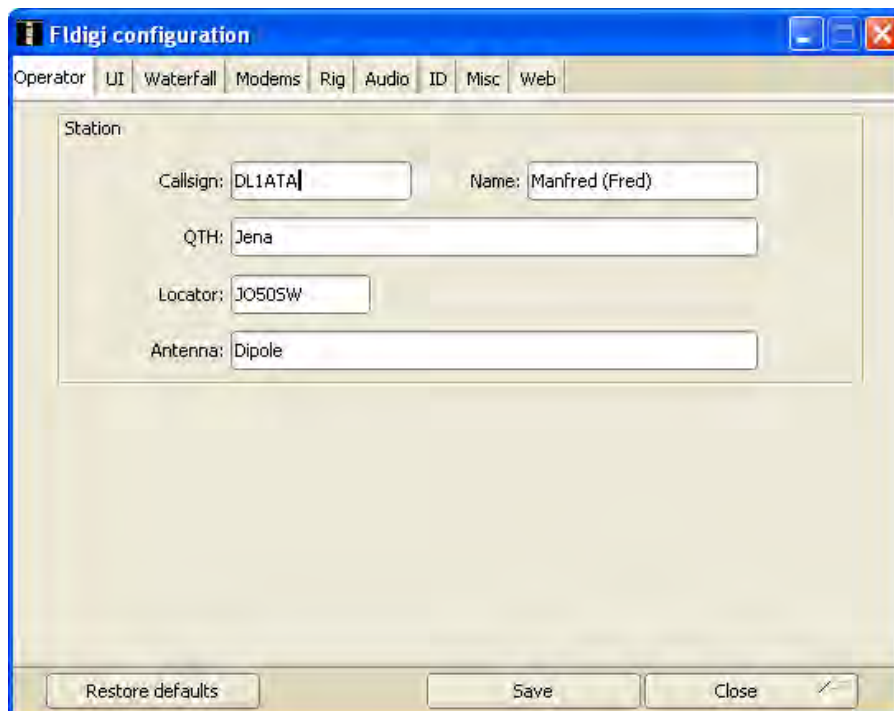 Fldigi configuration
Operator UI Waterfall Modems Rig Audio ID Misc Web
Station
Callsign: DL1ATA Name: Manfred (Fred)
QTH: Jena
Locator: JO50SW
Antenna: Dipole
Restore defaults Save Close